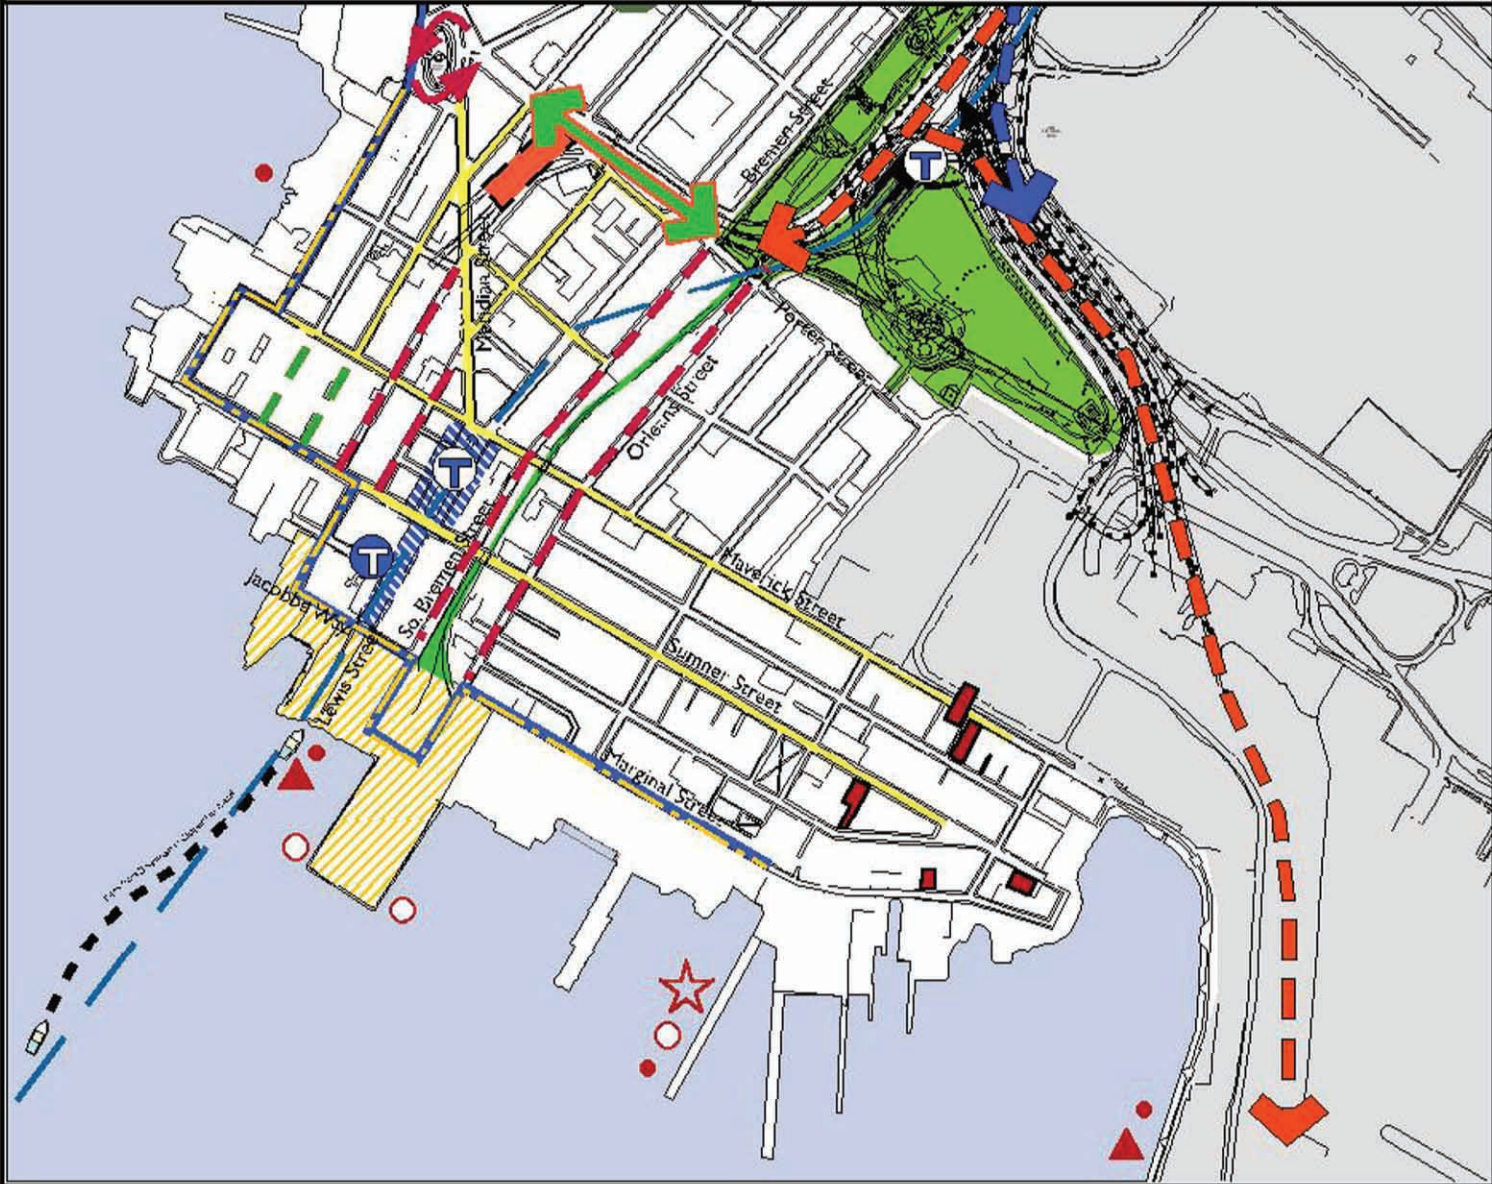 Bremen Street
T
Meridian Street
Porter Street
Orleans Street
T
T
So. Bremen Street
Maverick Street
Jacobbe Way
Sumner Street
Lewis Street
Marginal Street